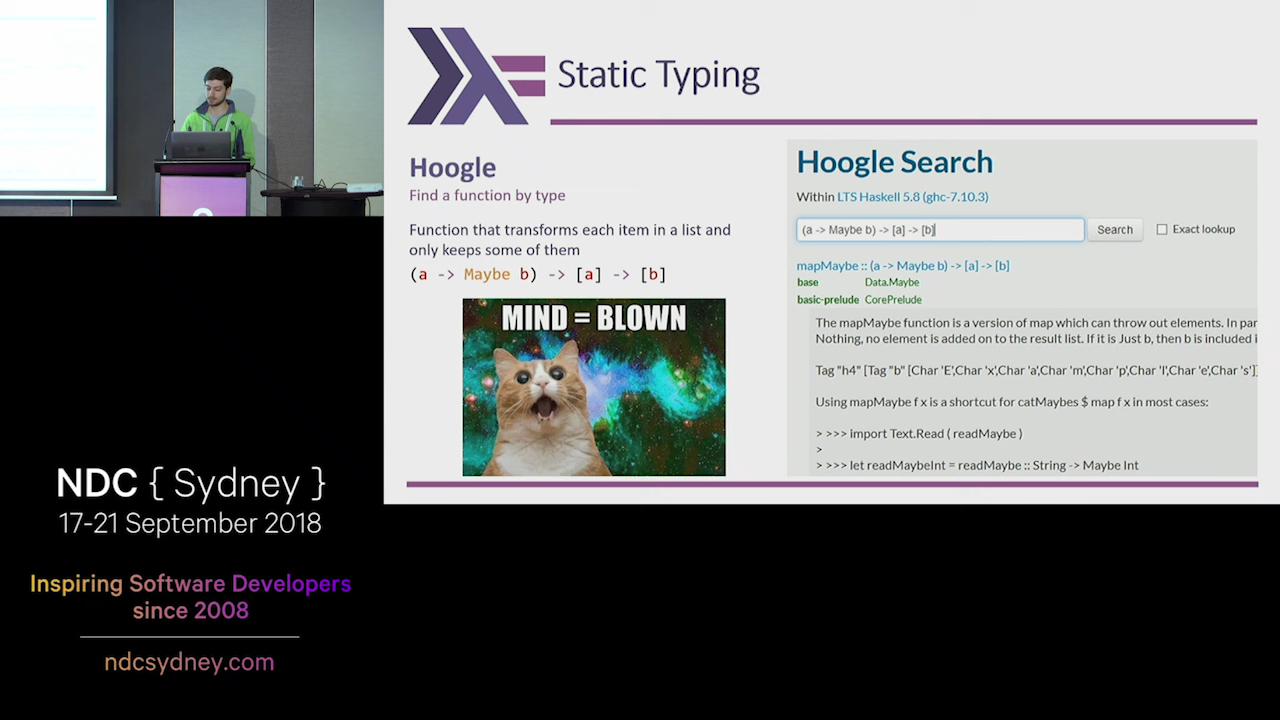 Static Typing
Hoogle
Find a function by type
Function that transforms each item in a list and
only keeps some of them
(a -> Maybe b) -> [a] -> [b]
MIND = BLOWN
Hoogle Search
Within LTS Haskell 5.8 (ghc-7.10.3)
(a -> Maybe b) -> [a] -> [b]
Search
Exact lookup
mapMaybe :: (a -> Maybe b) -> [a] -> [b]
base Data.Maybe
basic-prelude CorePrelude
The mapMaybe function is a version of map which can throw out elements. In par
Nothing, no element is added on to the result list. If it is Just b, then b is included i
Tag "h4" [Tag "b" [Char 'E',Char 'x',Char 'a',Char 'm',Char 'p',Char 'l',Char 'e',Char 's']]
Using mapMaybe f x is a shortcut for catMaybes $ map f x in most cases:
> >>> import Text.Read ( readMaybe )
>
> >>> let readMaybeInt = readMaybe :: String -> Maybe Int
NDC { Sydney }
17-21 September 2018
Inspiring Software Developers
since 2008
ndcsydney.com